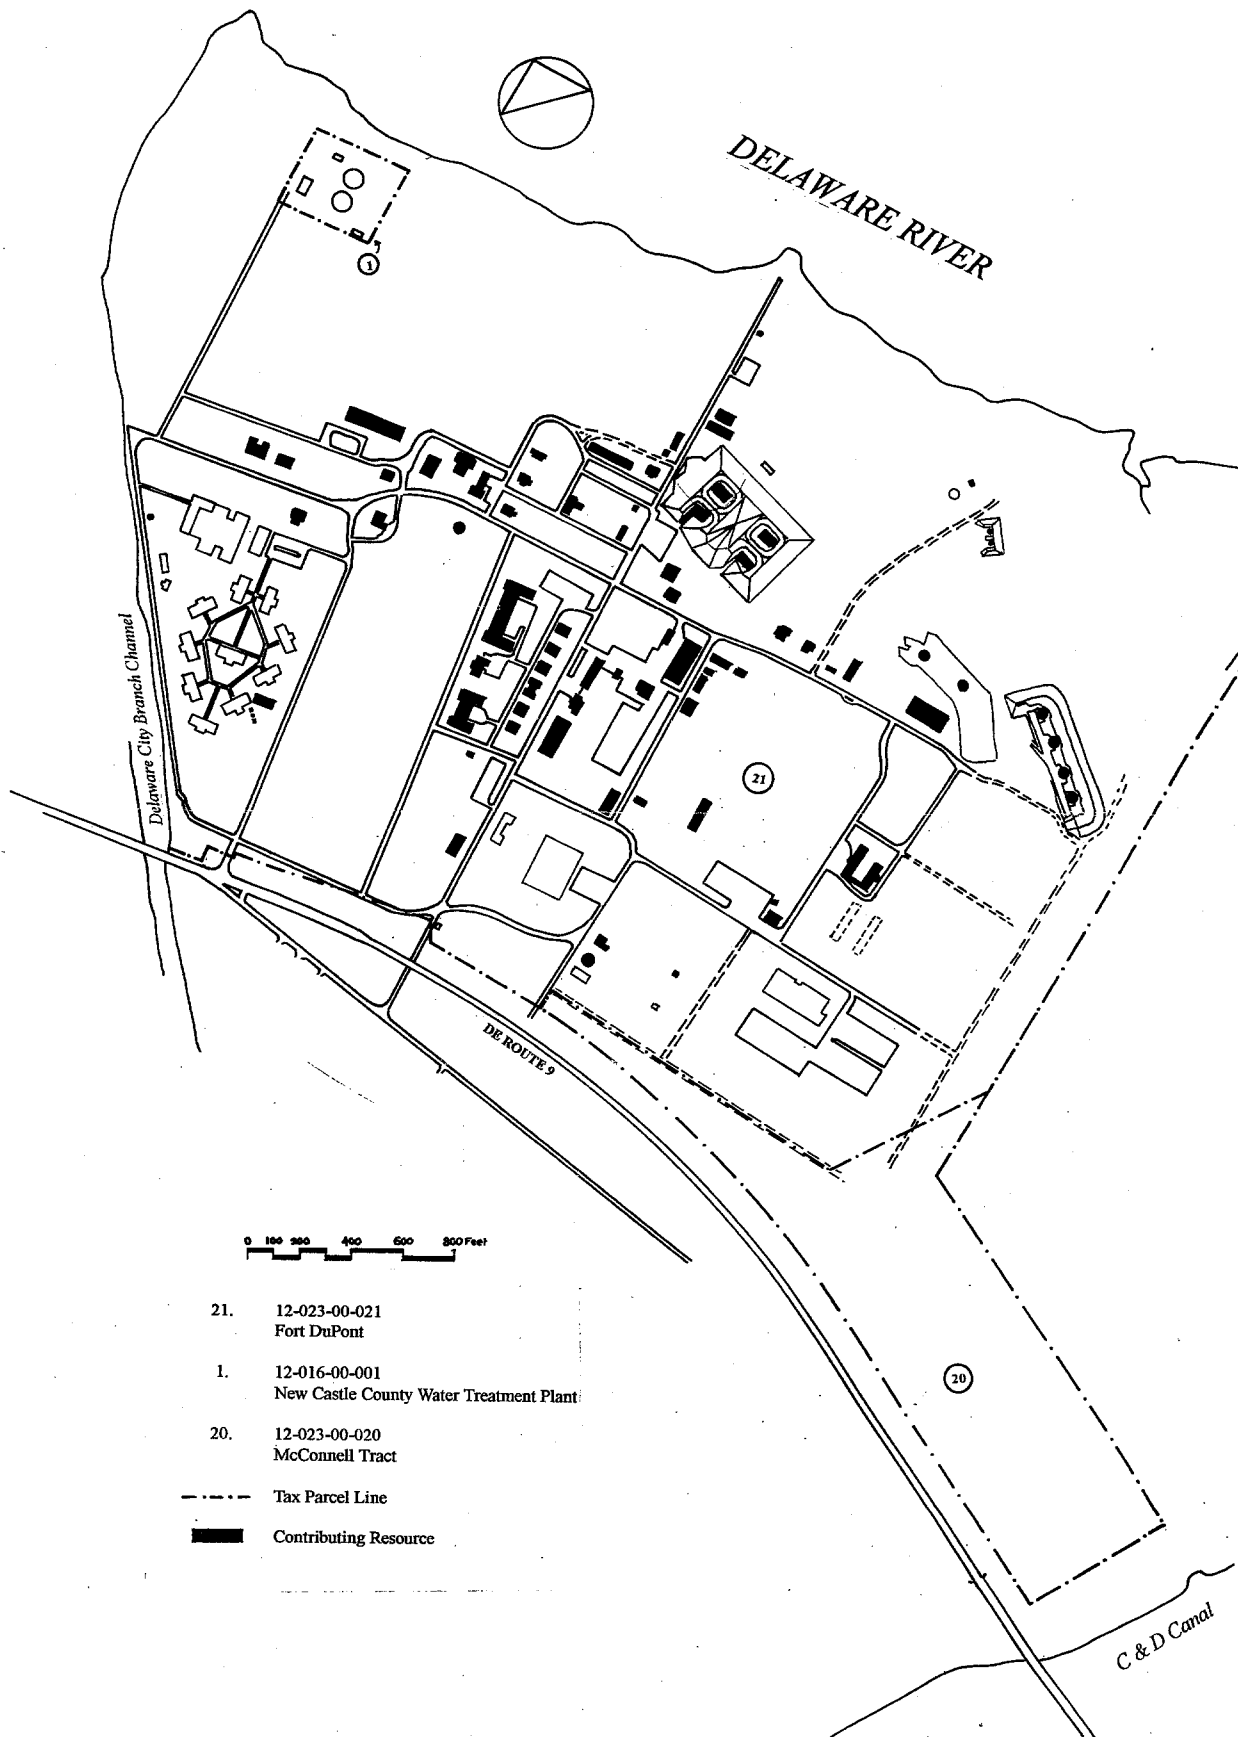 DELAWARE RIVER
1
Delaware City Branch Channel
21
DE ROUTE 9
0 100 200 400 600 800 Feet
21. 12-023-00-021
Fort DuPont
1. 12-016-00-001
New Castle County Water Treatment Plant
20. 12-023-00-020
McConnell Tract
Tax Parcel Line
Contributing Resource
20
C & D Canal